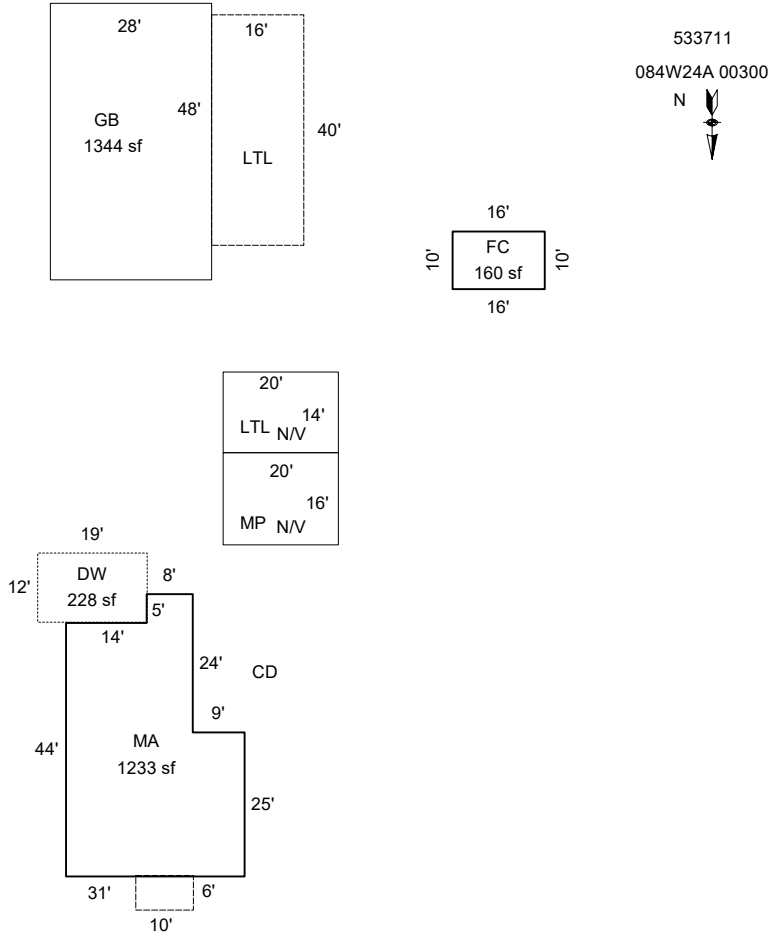 28'
16'
533711
084W24A 00300
N
48'
GB
1344 sf
40'
LTL
16'
10'
FC
160 sf
10'
16'
20'
14'
LTL N/V
20'
16'
MP N/V
19'
12'
DW
228 sf
8'
5'
14'
24'
CD
9'
44'
MA
1233 sf
25'
31'
6'
10'